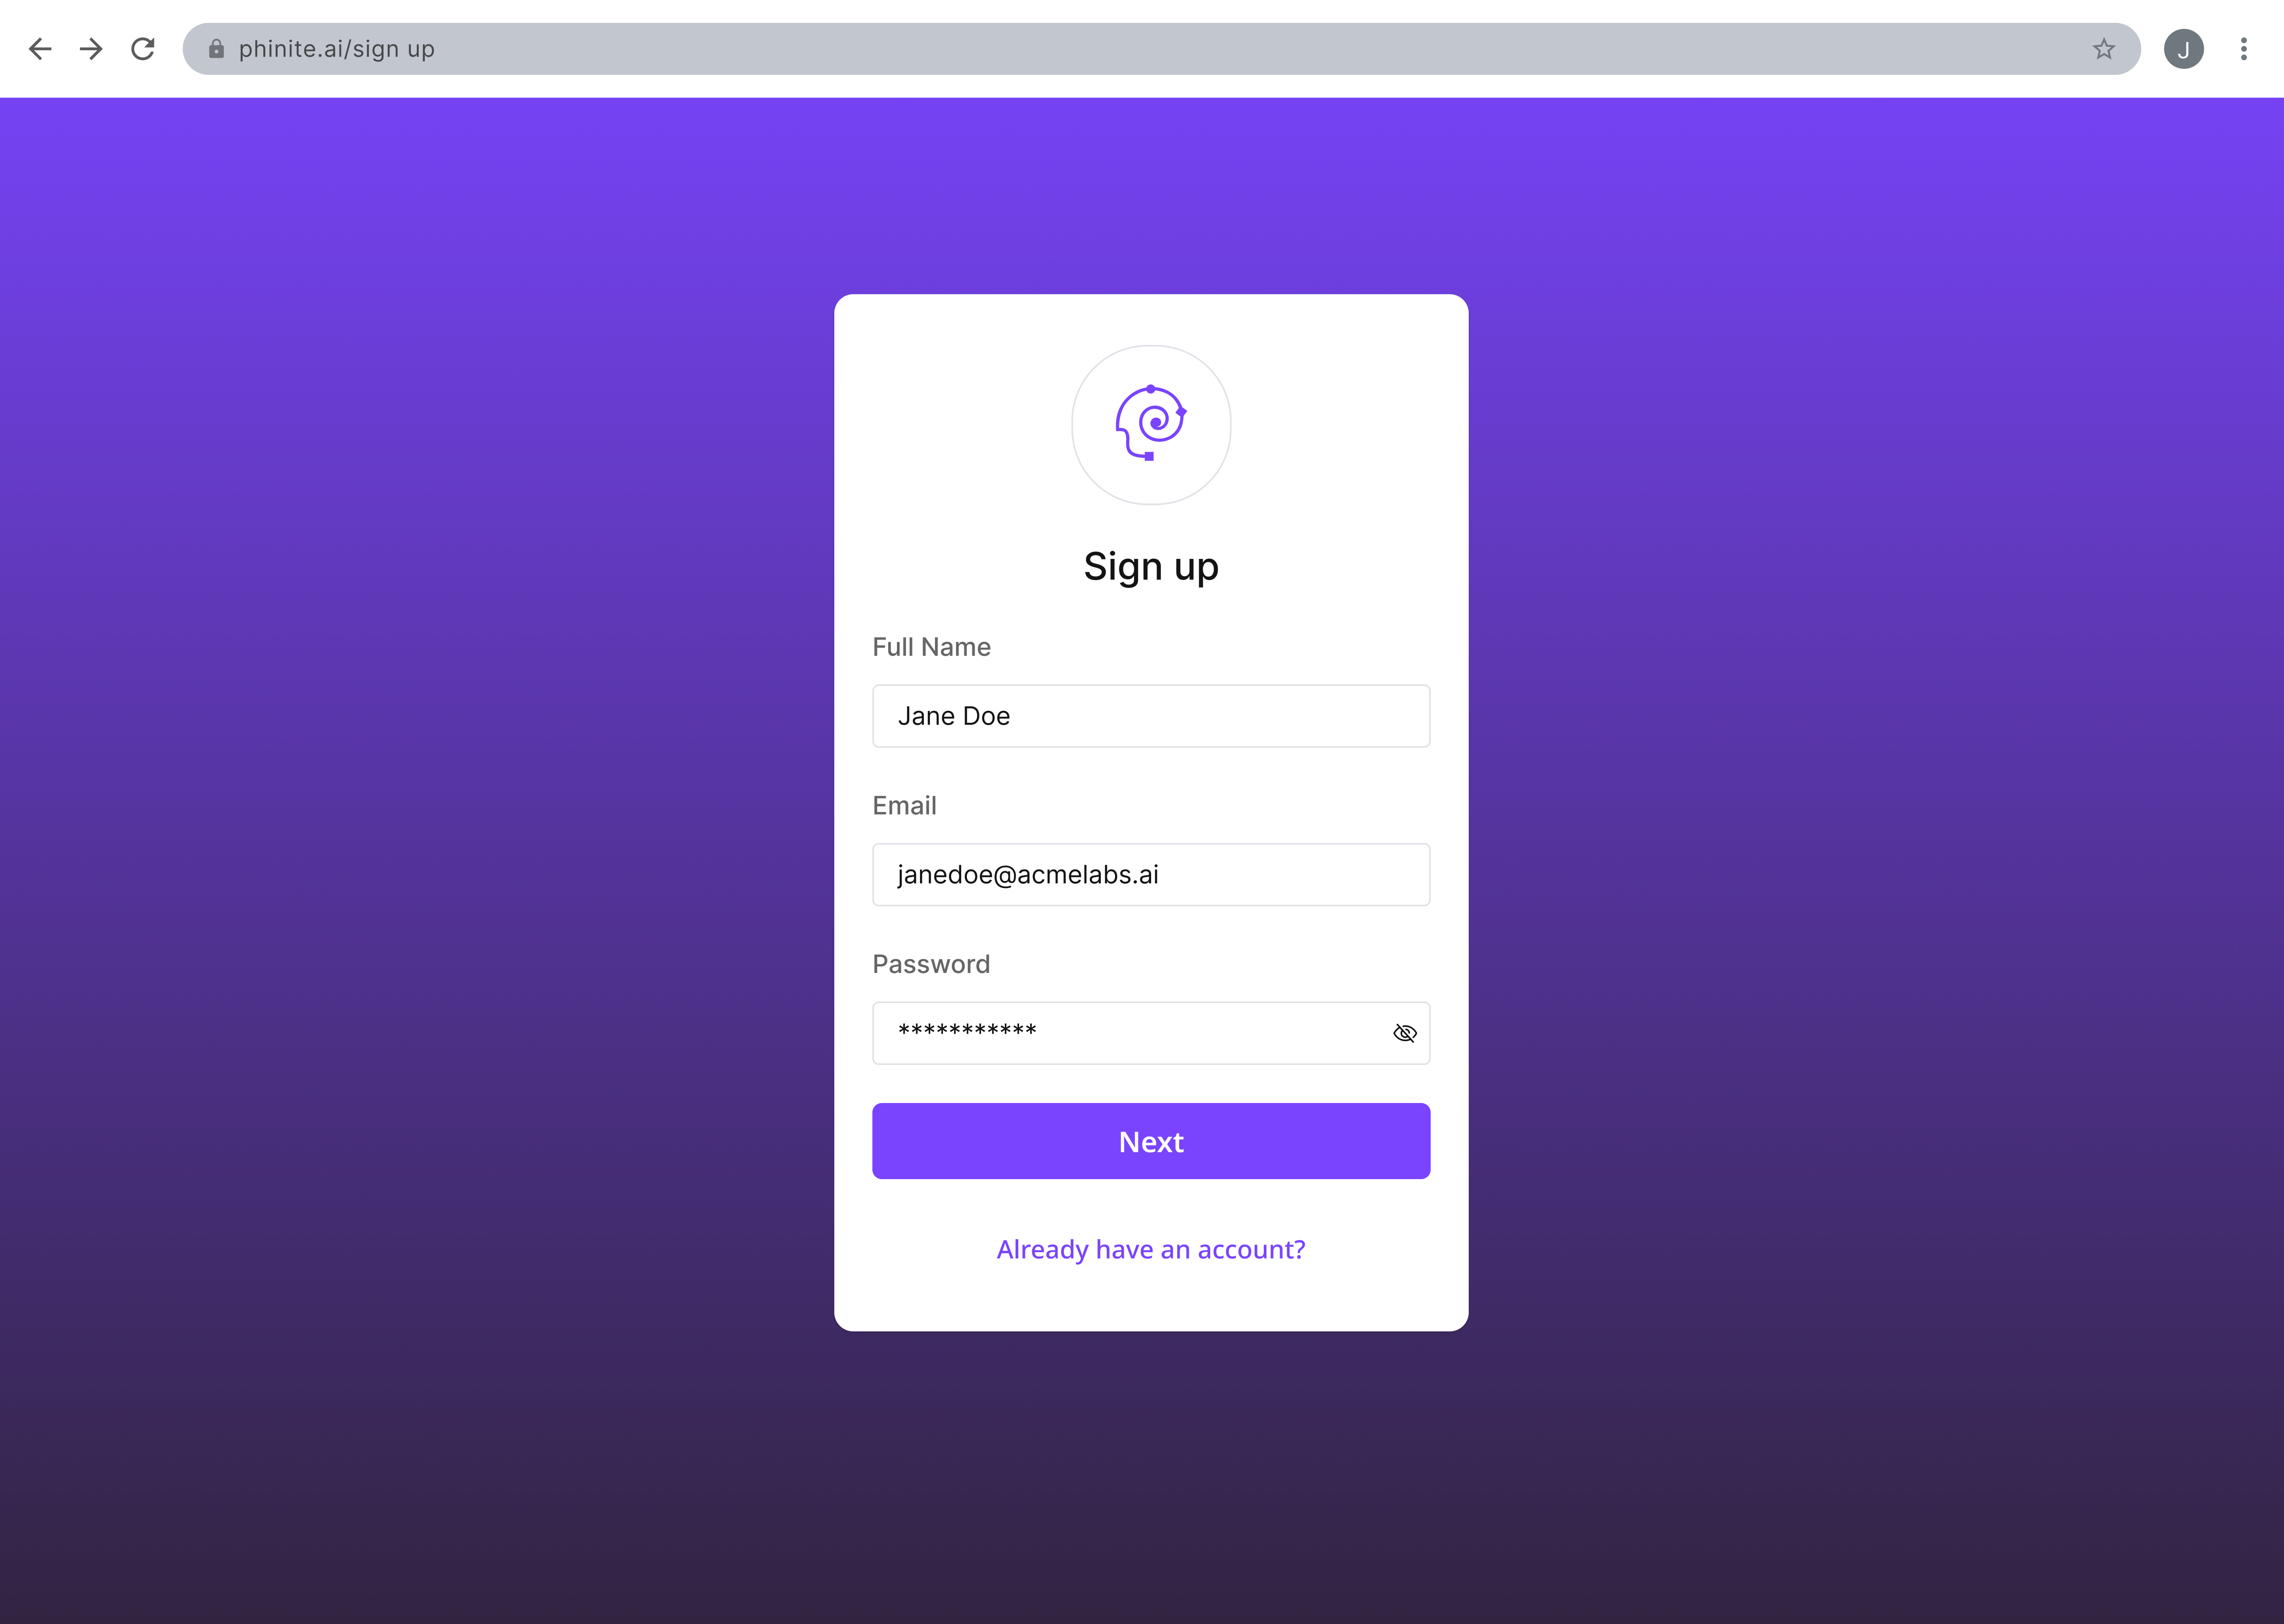 phinite.ai/sign up
J
Sign up
Full Name
Jane Doe
Email
janedoe@acmelabs.ai
Password
***********
Next
Already have an account?